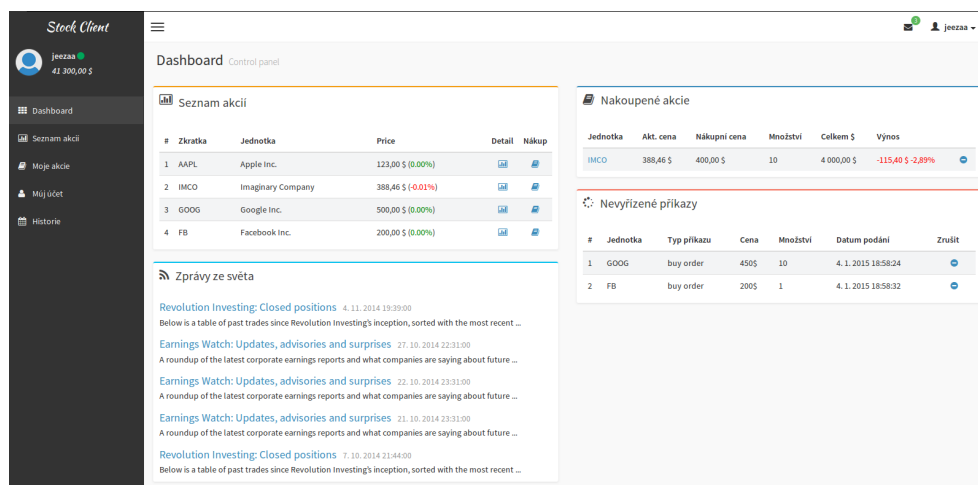 Stock Client
3
jeezaa
jeezaa
41 300,00 $
Dashboard
Seznam akcií
Moje akcie
Můj účet
Historie
Dashboard Control panel
Seznam akcií
# Zkratka Jednotka Price Detail Nákup
1 AAPL Apple Inc. 123,00 $ (0.00%)
2 IMCO Imaginary Company 388,46 $ (-0.01%)
3 GOOG Google Inc. 500,00 $ (0.00%)
4 FB Facebook Inc. 200,00 $ (0.00%)
Zprávy ze světa
Revolution Investing: Closed positions 4. 11. 2014 19:39:00
Below is a table of past trades since Revolution Investing's inception, sorted with the most recent ...
Earnings Watch: Updates, advisories and surprises 27. 10. 2014 22:31:00
A roundup of the latest corporate earnings reports and what companies are saying about future ...
Earnings Watch: Updates, advisories and surprises 22. 10. 2014 23:31:00
A roundup of the latest corporate earnings reports and what companies are saying about future ...
Earnings Watch: Updates, advisories and surprises 21. 10. 2014 23:31:00
A roundup of the latest corporate earnings reports and what companies are saying about future ...
Revolution Investing: Closed positions 7. 10. 2014 21:44:00
Below is a table of past trades since Revolution Investing's inception, sorted with the most recent ...
Nakoupené akcie
Jednotka Akt. cena Nákupní cena Množství Celkem $ Výnos
IMCO 388,46 $ 400,00 $ 10 4 000,00 $ -115,40 $ -2,89%
Nevyřízené příkazy
# Jednotka Typ příkazu Cena Množství Datum podání Zrušit
1 GOOG buy order 450$ 10 4. 1. 2015 18:58:24
2 FB buy order 200$ 1 4. 1. 2015 18:58:32